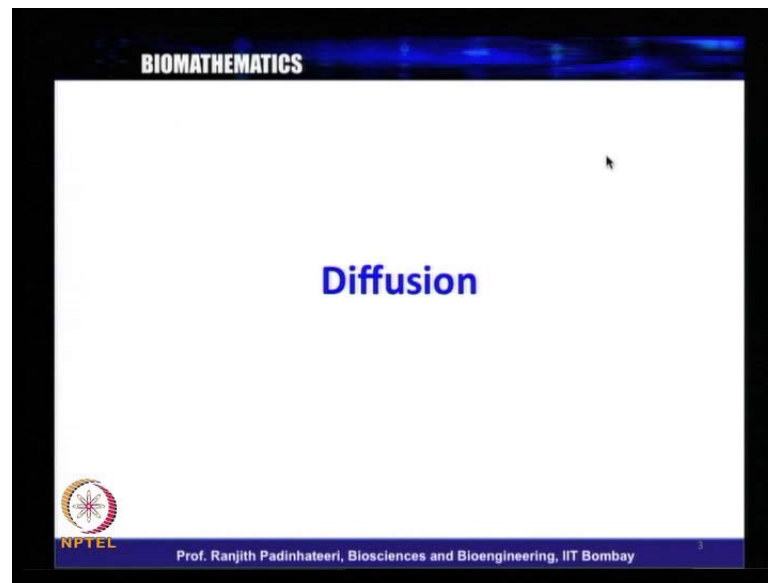 BIOMATHEMATICS
Diffusion
NPTEL
Prof. Ranjith Padinhateeri, Biosciences and Bioengineering, IIT Bombay
3